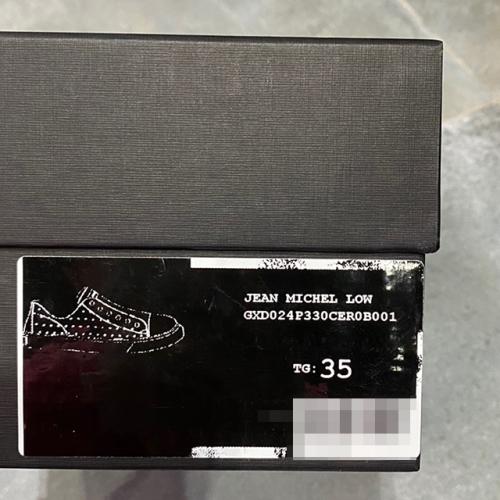 JEAN MICHEL LOW
GXD024P330CER0B001
TG: 35